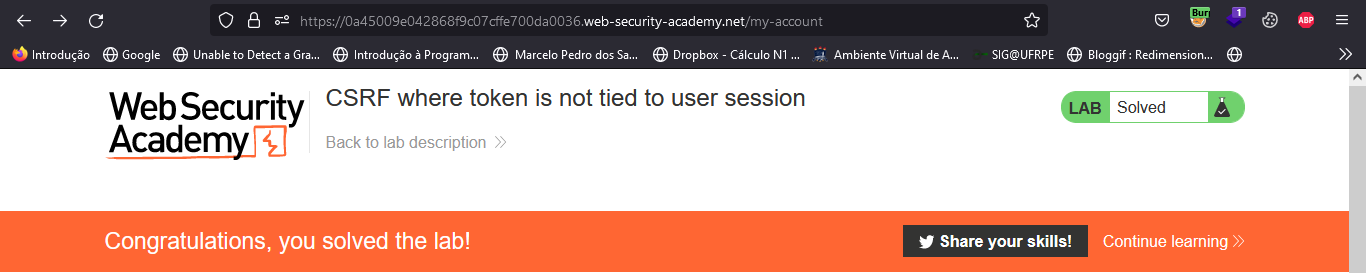 https://0a45009e042868f9c07cffe700da0036.web-security-academy.net/my-account
Burr
1
ABP
Introdução Google Unable to Detect a Gra... Introdução à Program... Marcelo Pedro dos Sa... Dropbox - Cálculo N1 ... Ambiente Virtual de A... SIG@UFRPE Bloggif : Redimension...
Web Security
Academy
CSRF where token is not tied to user session
Back to lab description
LAB Solved
Congratulations, you solved the lab!
Share your skills!
Continue learning